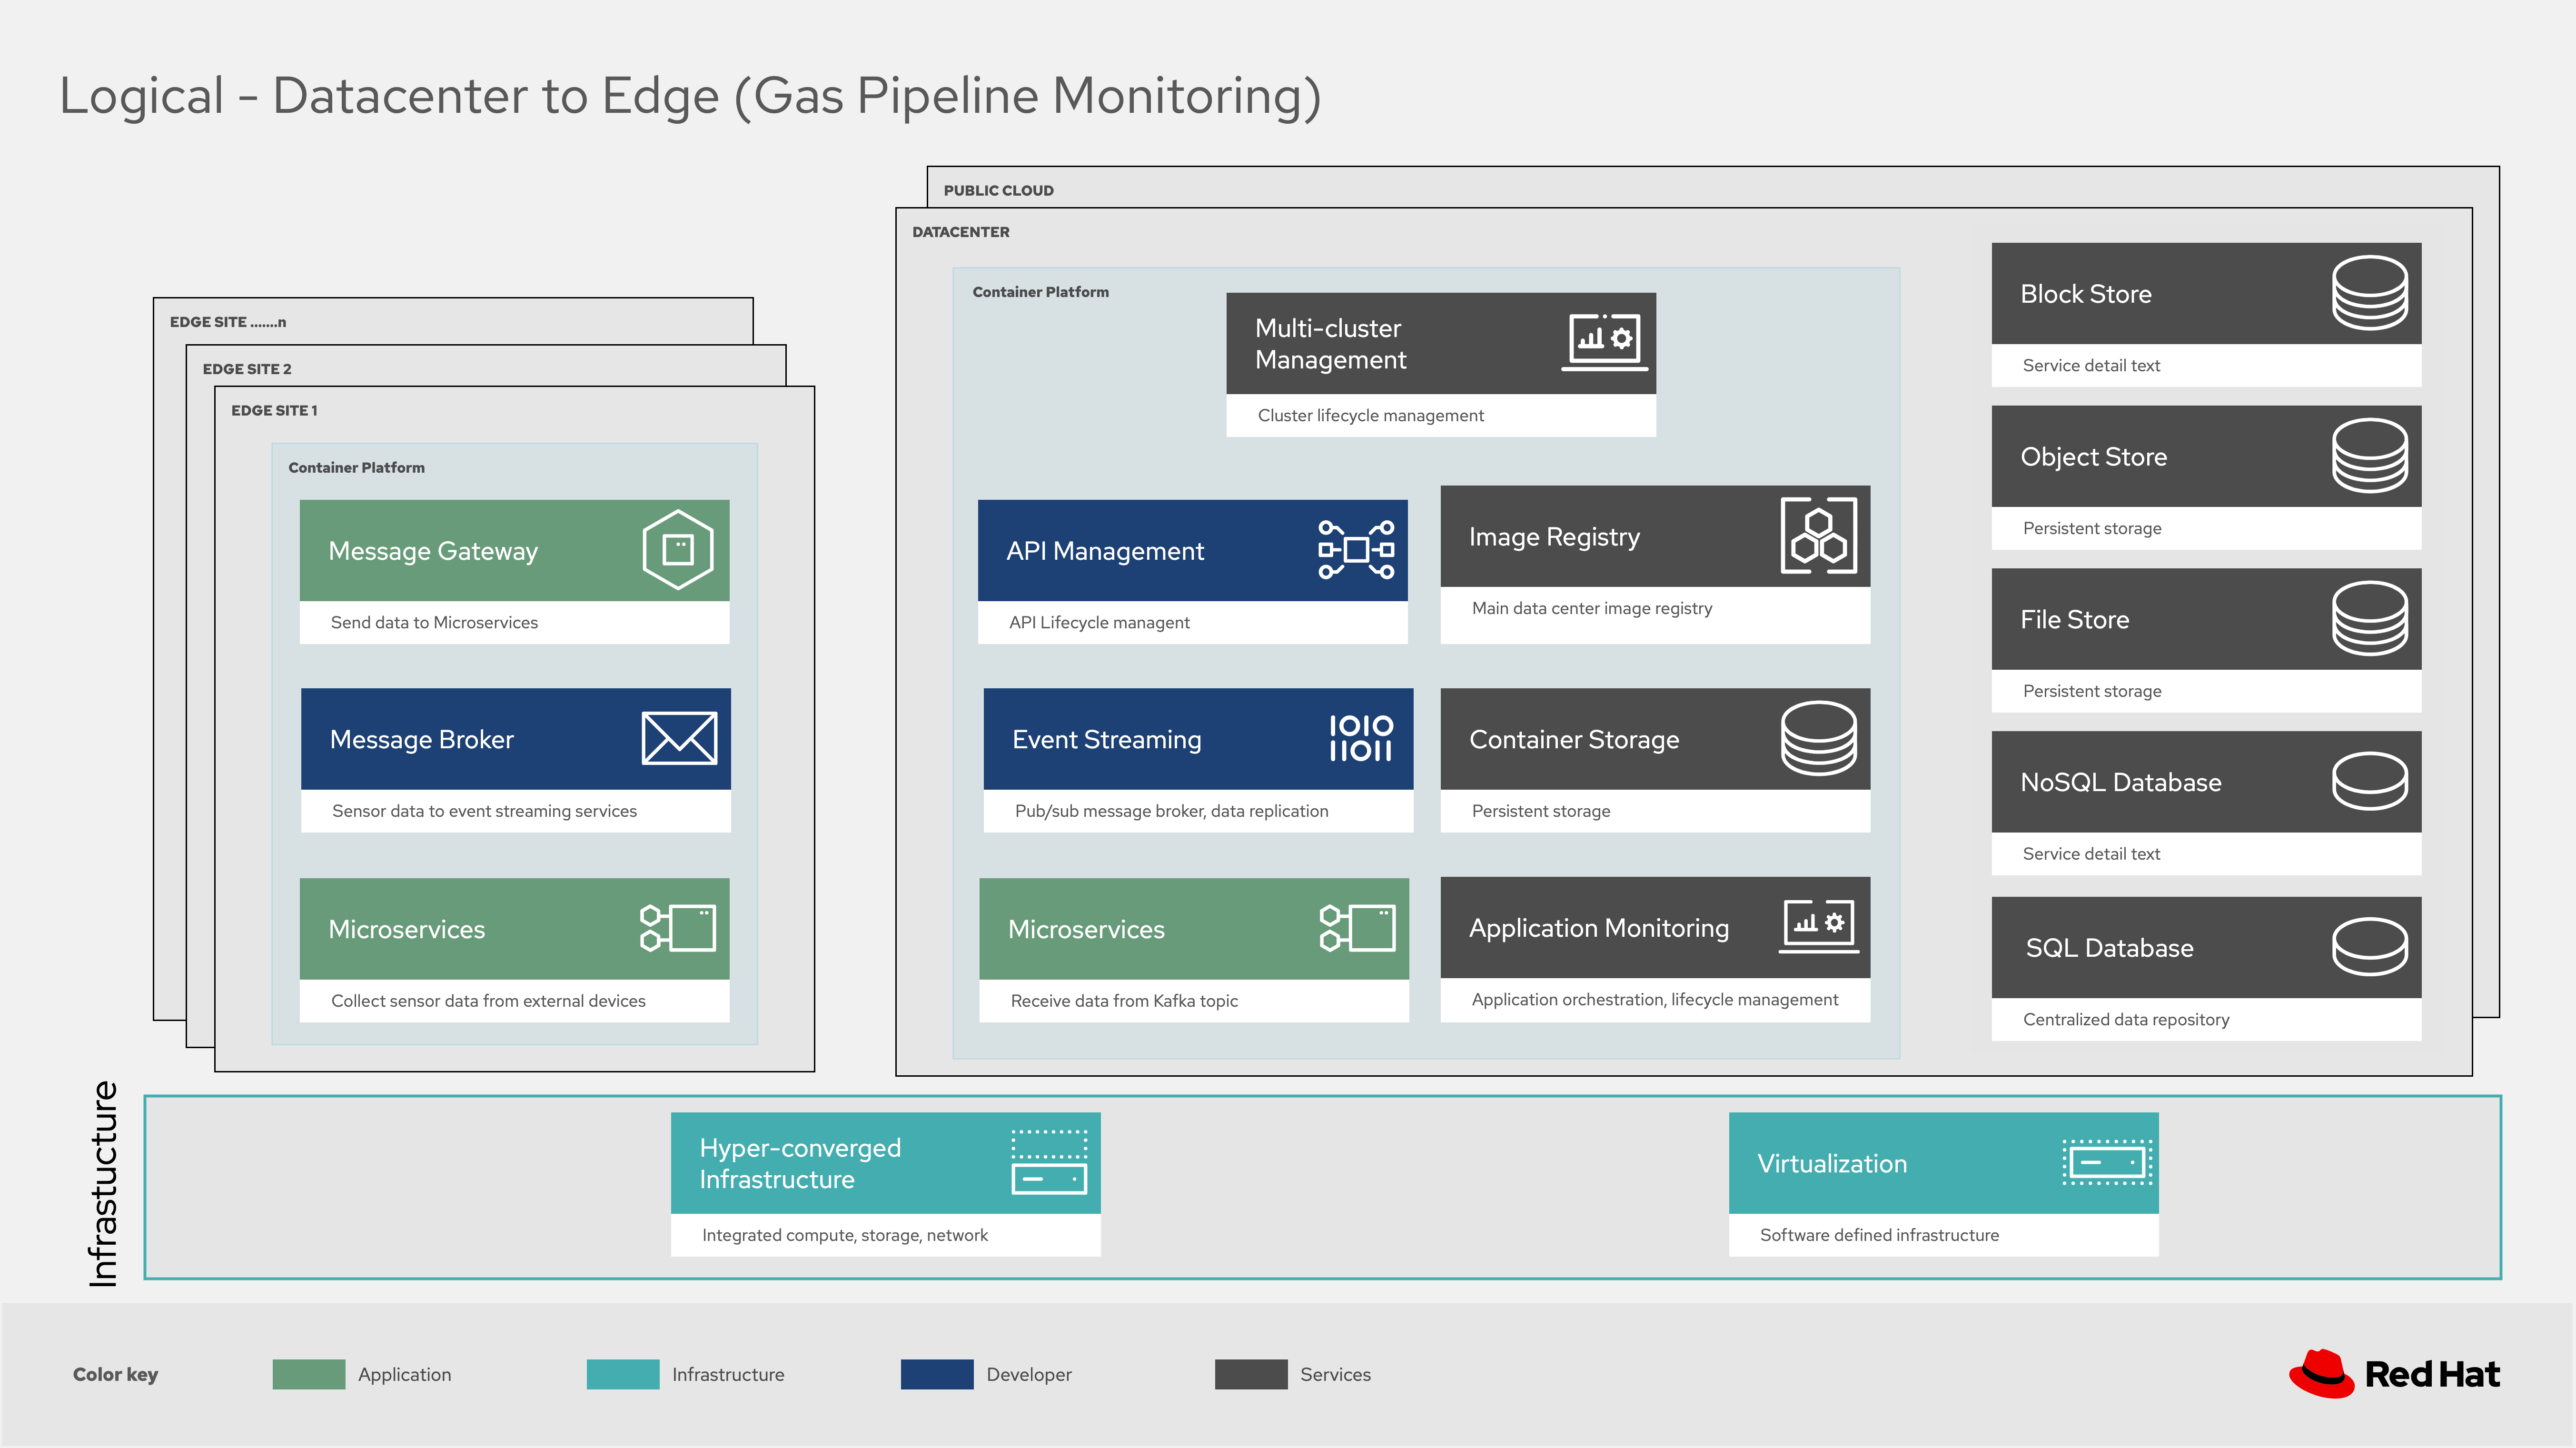 Logical - Datacenter to Edge (Gas Pipeline Monitoring)
EDGE SITE .......n
EDGE SITE 2
EDGE SITE 1
Container Platform
Message Gateway
Send data to Microservices
Message Broker
Sensor data to event streaming services
Microservices
Collect sensor data from external devices
PUBLIC CLOUD
DATACENTER
Container Platform
Multi-cluster
Management
Cluster lifecycle management
API Management
API Lifecycle managent
Image Registry
Main data center image registry
Event Streaming
1010
11011
Pub/sub message broker, data replication
Container Storage
Persistent storage
Microservices
Receive data from Kafka topic
Application Monitoring
Application orchestration, lifecycle management
Block Store
Service detail text
Object Store
Persistent storage
File Store
Persistent storage
NoSQL Database
Service detail text
SQL Database
Centralized data repository
Infrastucture
Hyper-converged
Infrastructure
Integrated compute, storage, network
Virtualization
Software defined infrastructure
Color key
Application
Infrastructure
Developer
Services
Red Hat